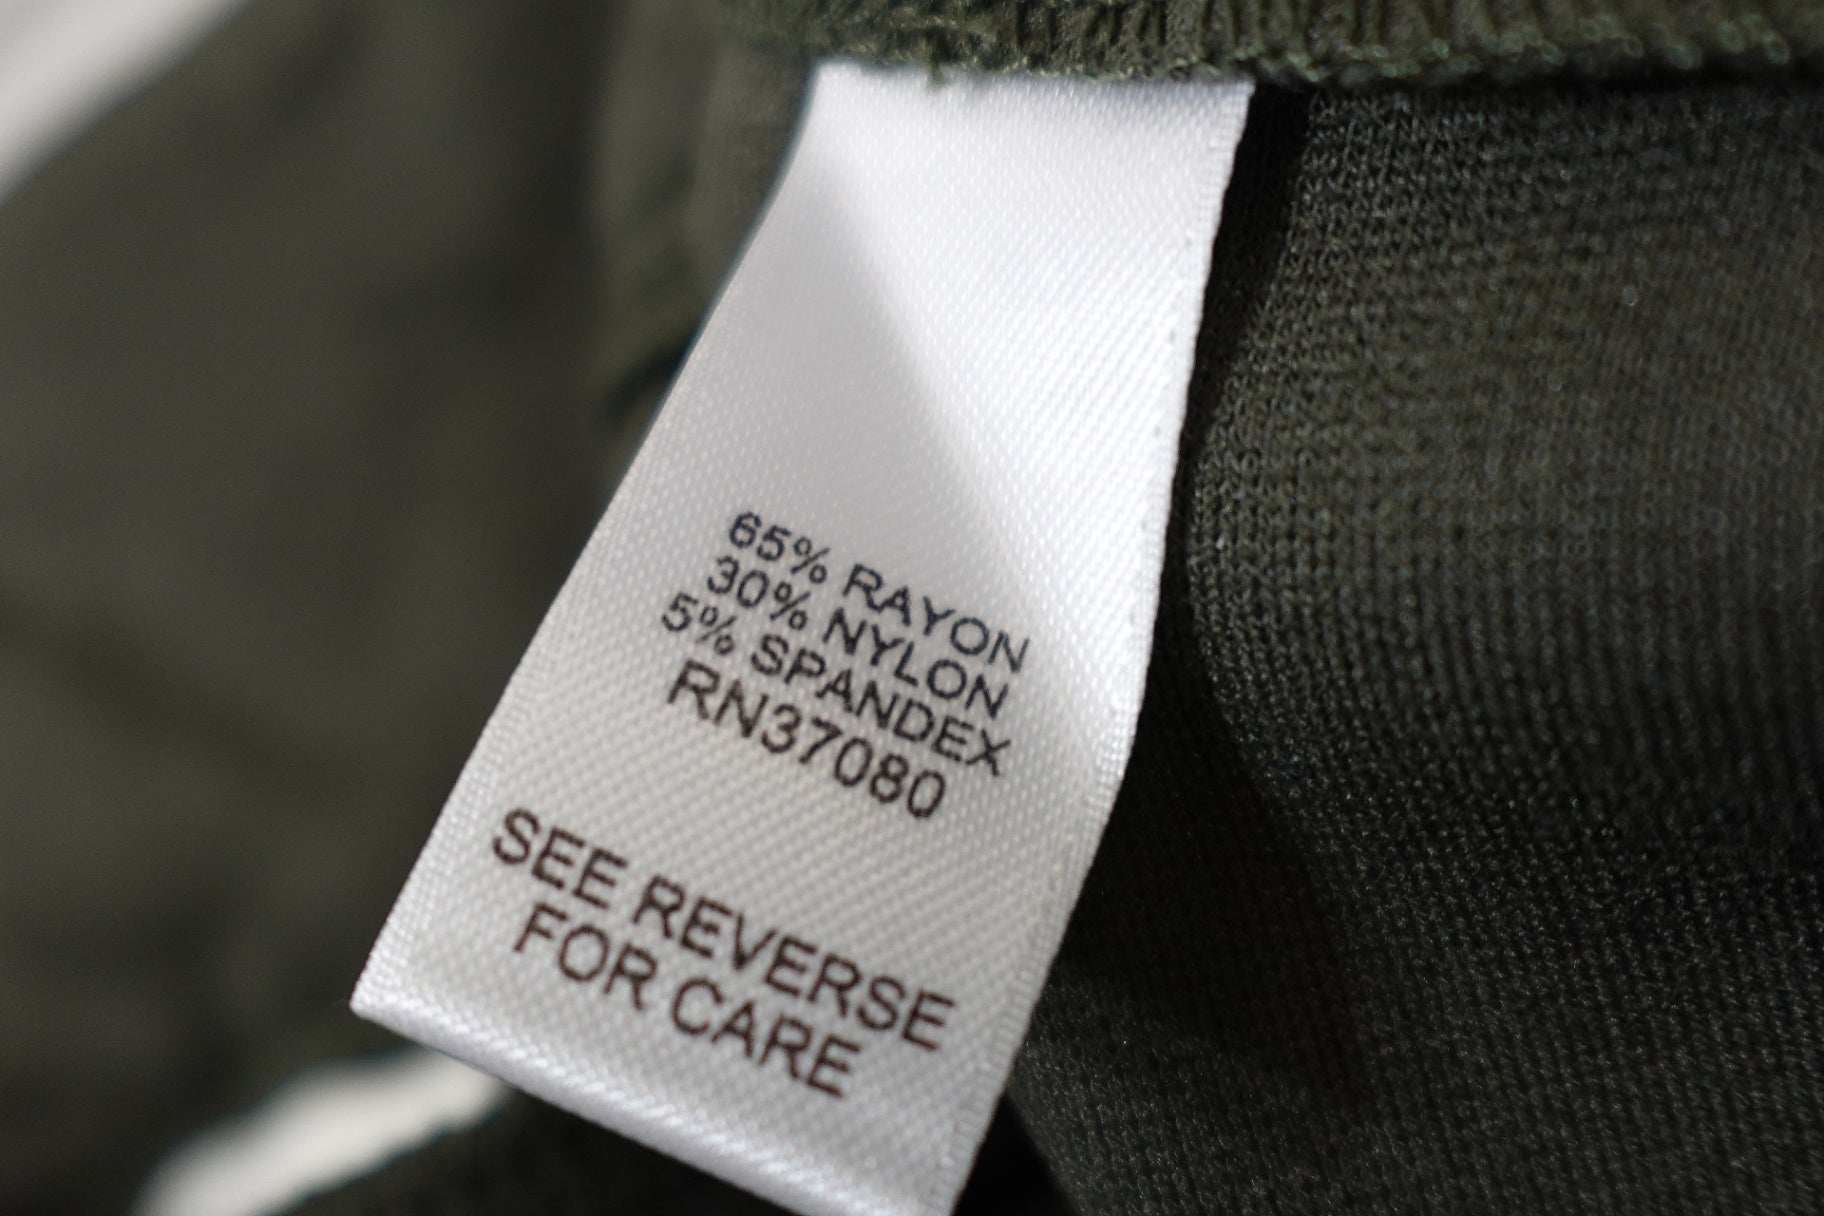 65% RAYON
30% NYLON
5% SPANDEX
RN37080
SEE REVERSE
FOR CARE